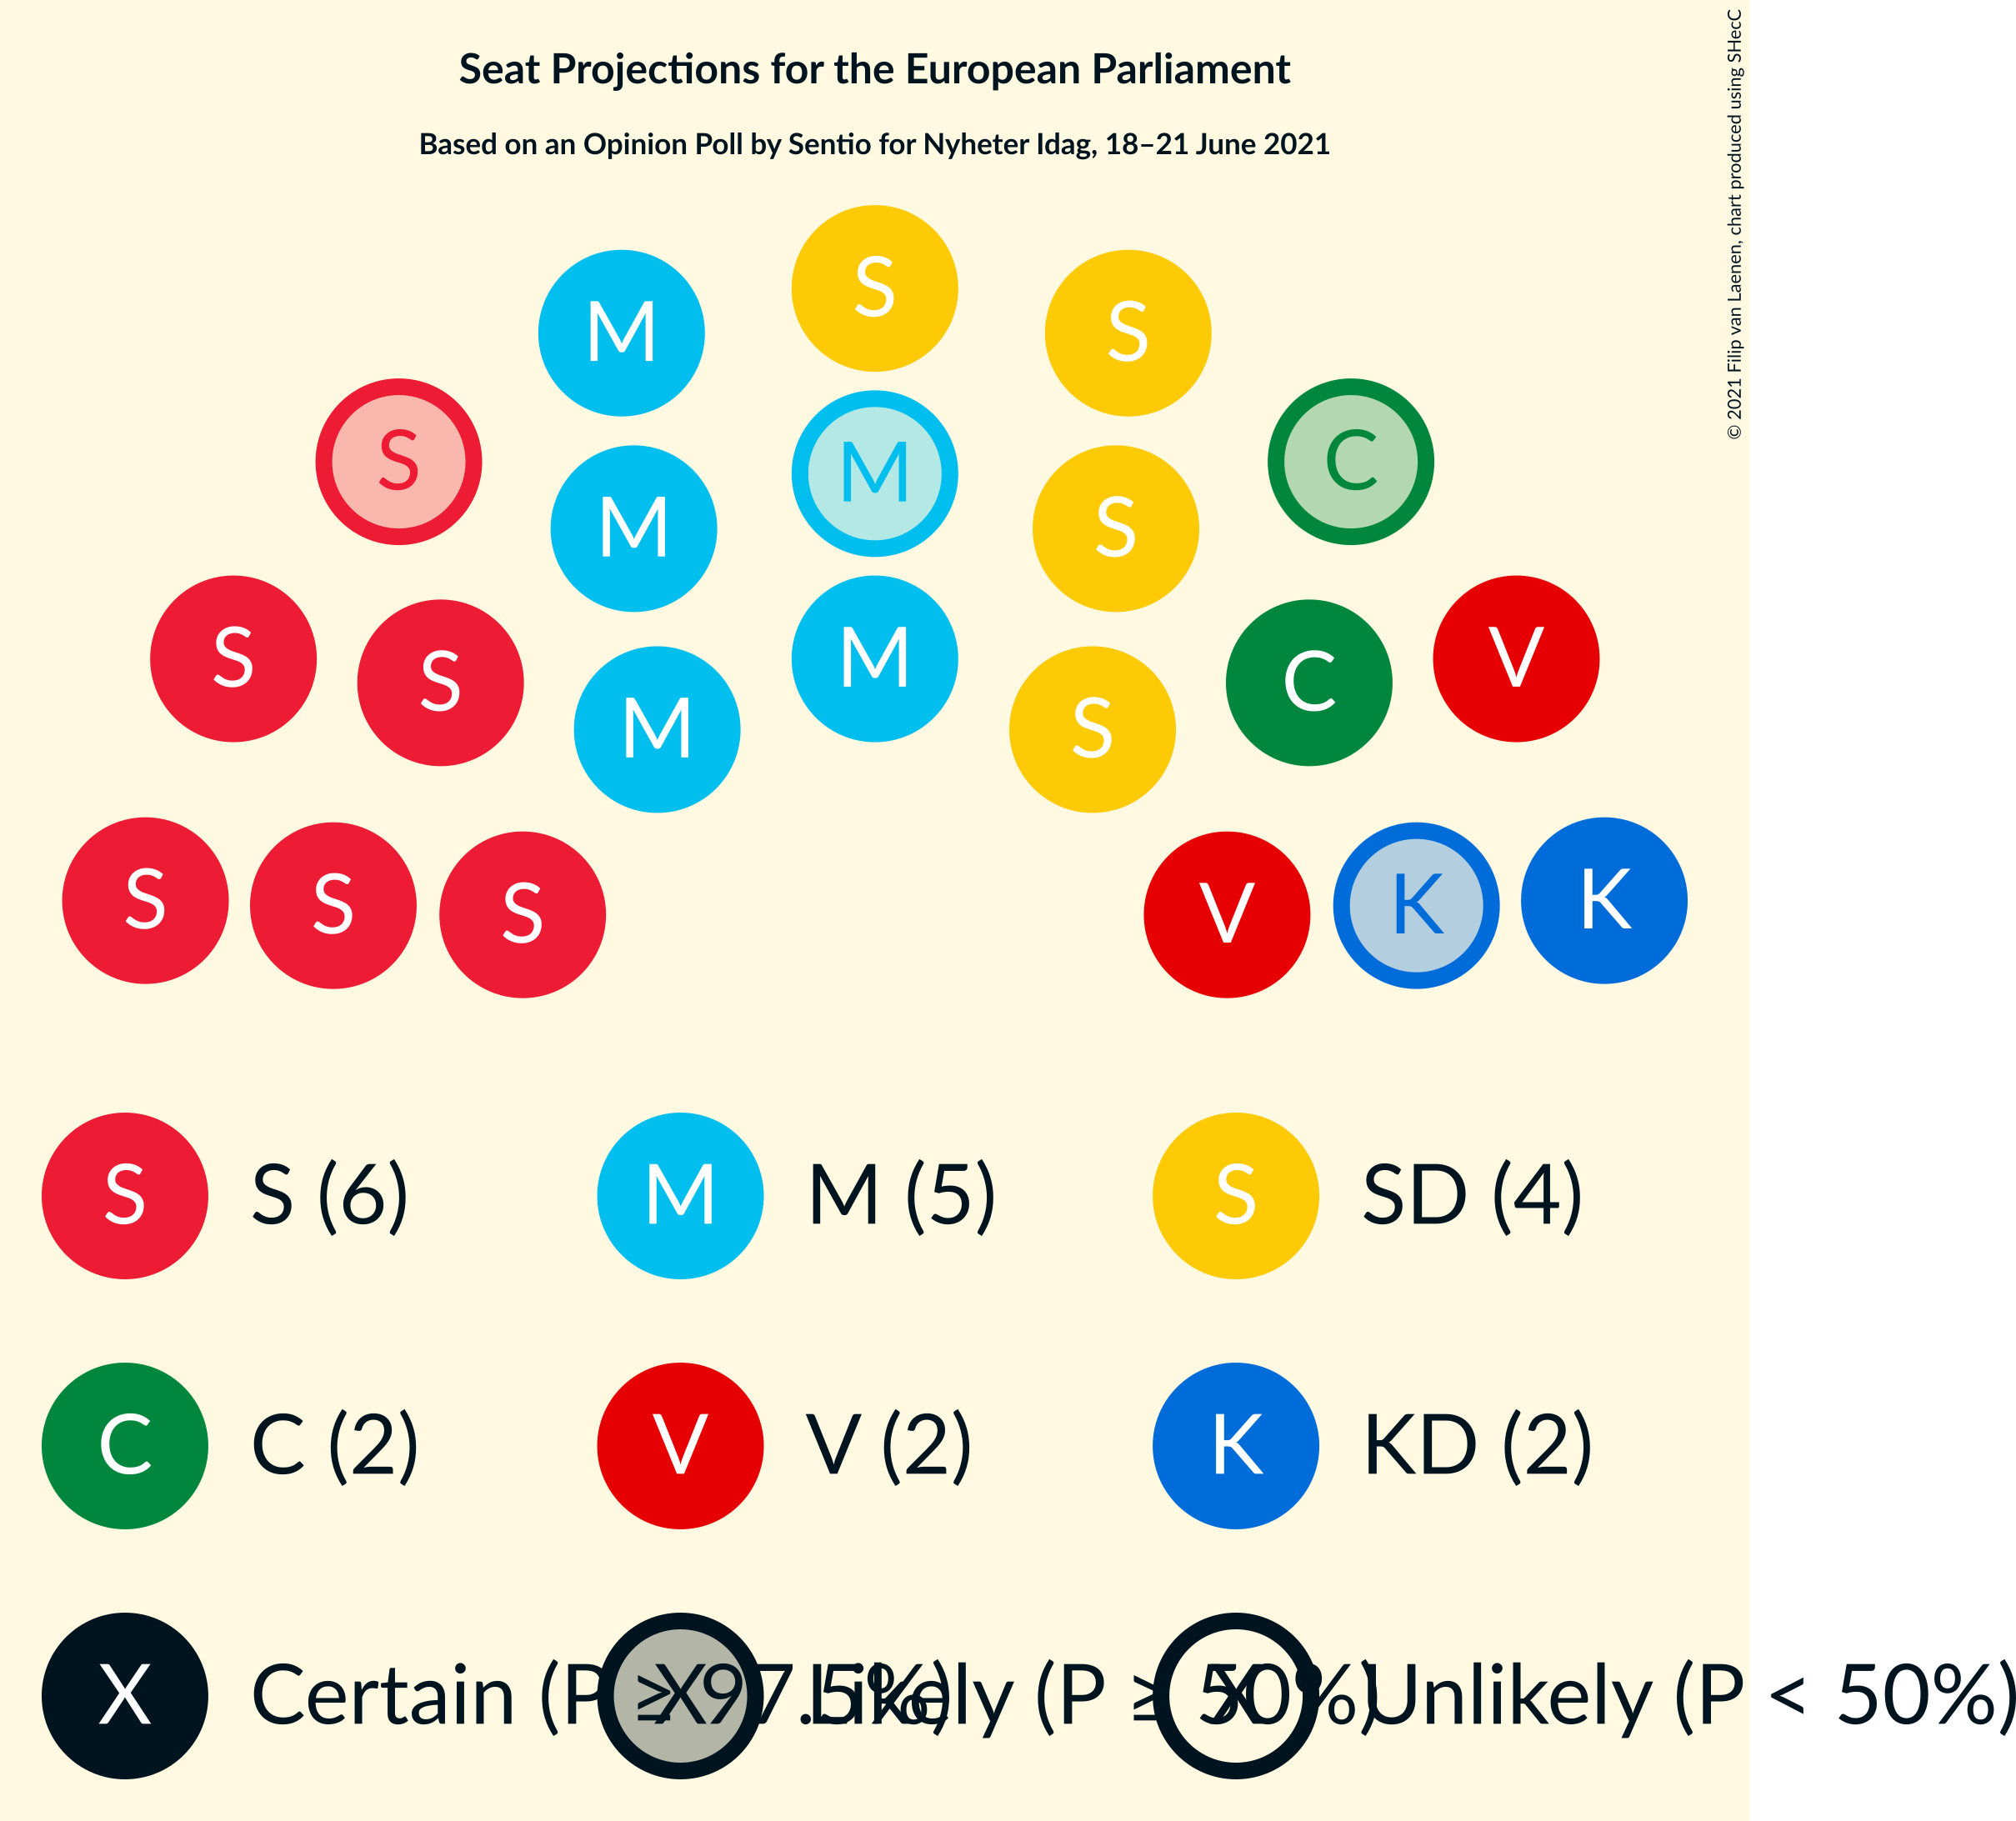 Seat Projections for the European Parliament
Based on an Opinion Poll by Sentio for Nyheter Idag, 18–21 June 2021
© 2021 Filip van Laenen, chart produced using SHecC
S
M S S
S M C
M S
S M V
S C
M S
S S S V K K
S S (6) M M (5) S SD (4)
C C (2) V V (2) K KD (2)
X Certain (P ≥ 97.5%) X Likely (P ≥ 50%) X Unlikely (P < 50%)